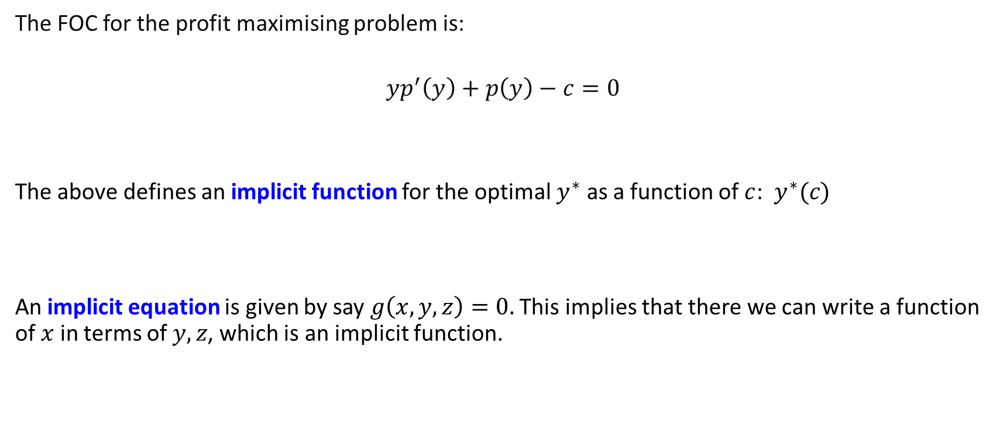 The FOC for the profit maximising problem is:
yp′(y) + p(y) − c = 0
The above defines an implicit function for the optimal y* as a function of c: y*(c)
An implicit equation is given by say g(x, y, z) = 0. This implies that there we can write a function
of x in terms of y, z, which is an implicit function.